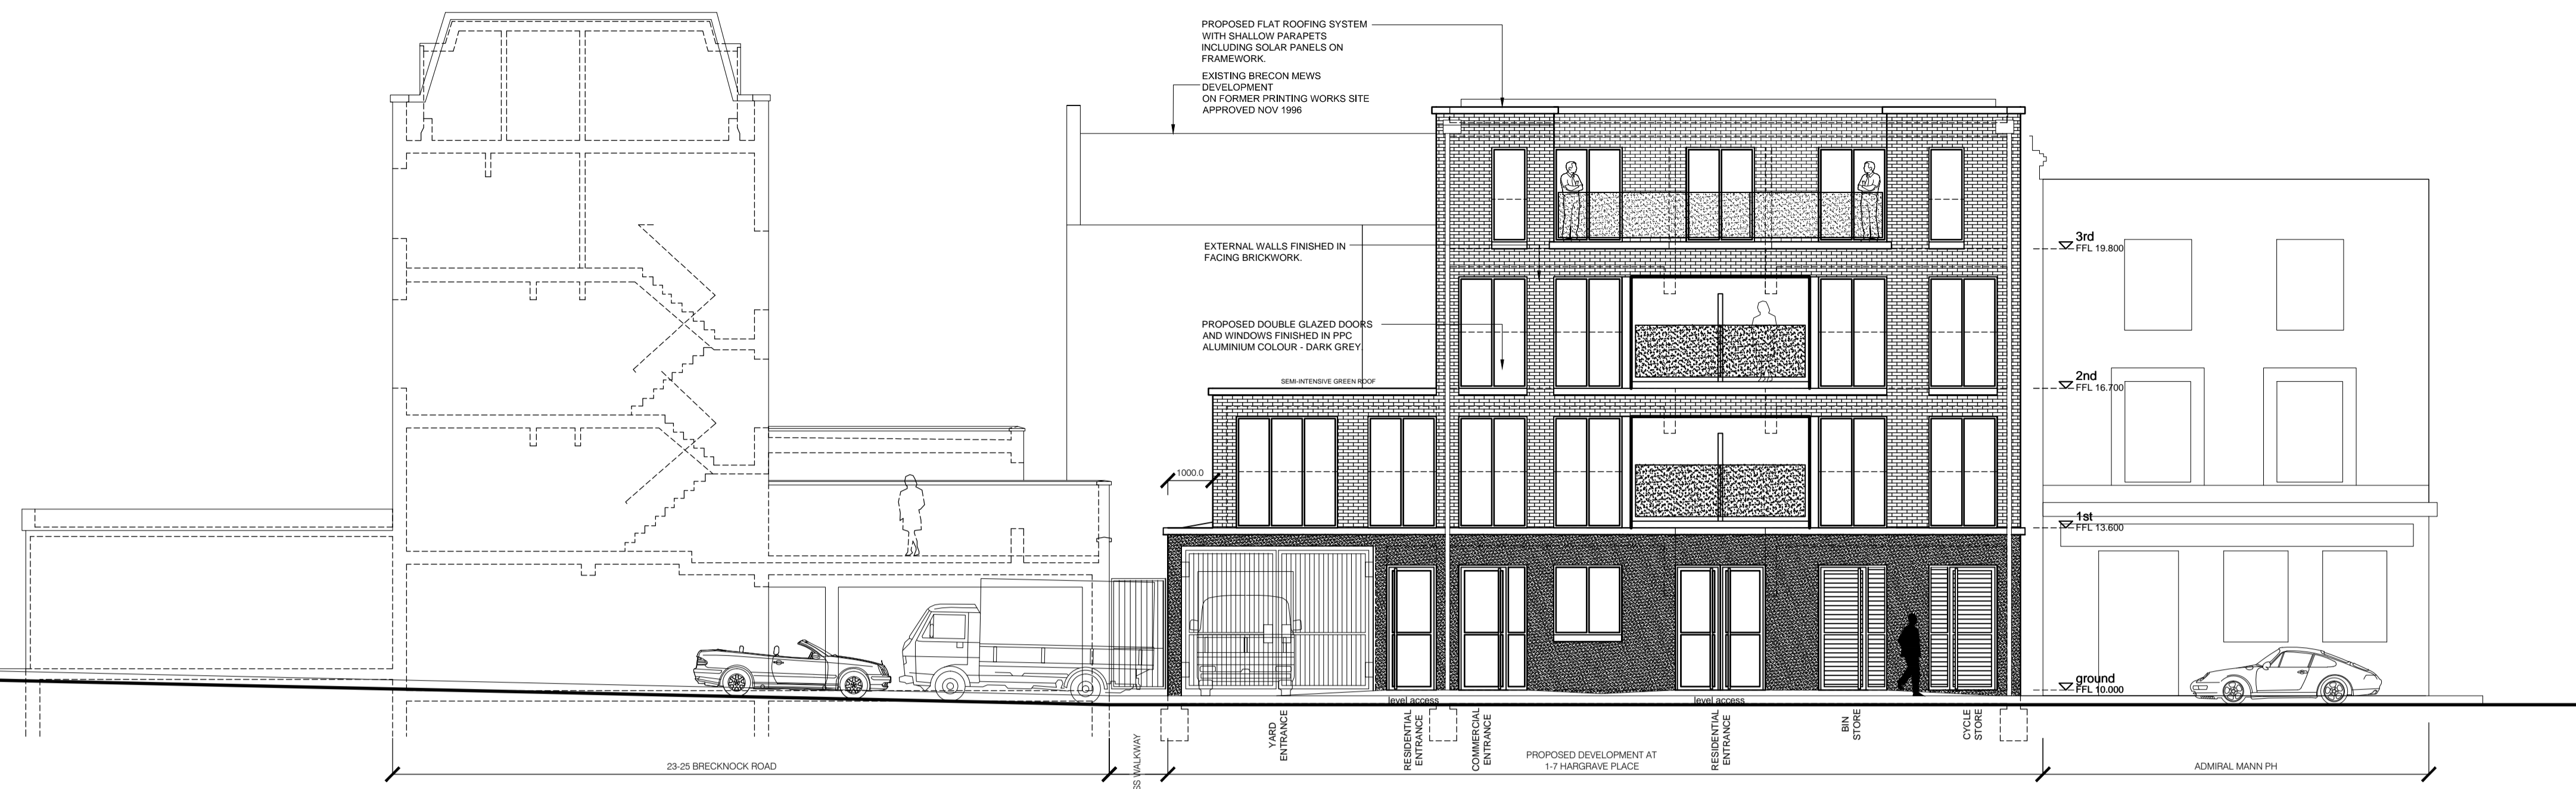 PROPOSED FLAT ROOFING SYSTEM
WITH SHALLOW PARAPETS
INCLUDING SOLAR PANELS ON
FRAMEWORK.
EXISTING BRECON MEWS
DEVELOPMENT
ON FORMER PRINTING WORKS SITE
APPROVED NOV 1996
EXTERNAL WALLS FINISHED IN
FACING BRICKWORK.
PROPOSED DOUBLE GLAZED DOORS
AND WINDOWS FINISHED IN PPC
ALUMINIUM COLOUR - DARK GREY.
SEMI-INTENSIVE GREEN ROOF
1000.0
3rd
FFL 19.800
2nd
FFL 16.700
1st
FFL 13.600
ground
FFL 10.000
level access
level access
YARD
ENTRANCE
RESIDENTIAL
ENTRANCE
COMMERCIAL
ENTRANCE
RESIDENTIAL
ENTRANCE
BIN
STORE
CYCLE
STORE
23-25 BRECKNOCK ROAD
SS WALKWAY
PROPOSED DEVELOPMENT AT
1-7 HARGRAVE PLACE
ADMIRAL MANN PH